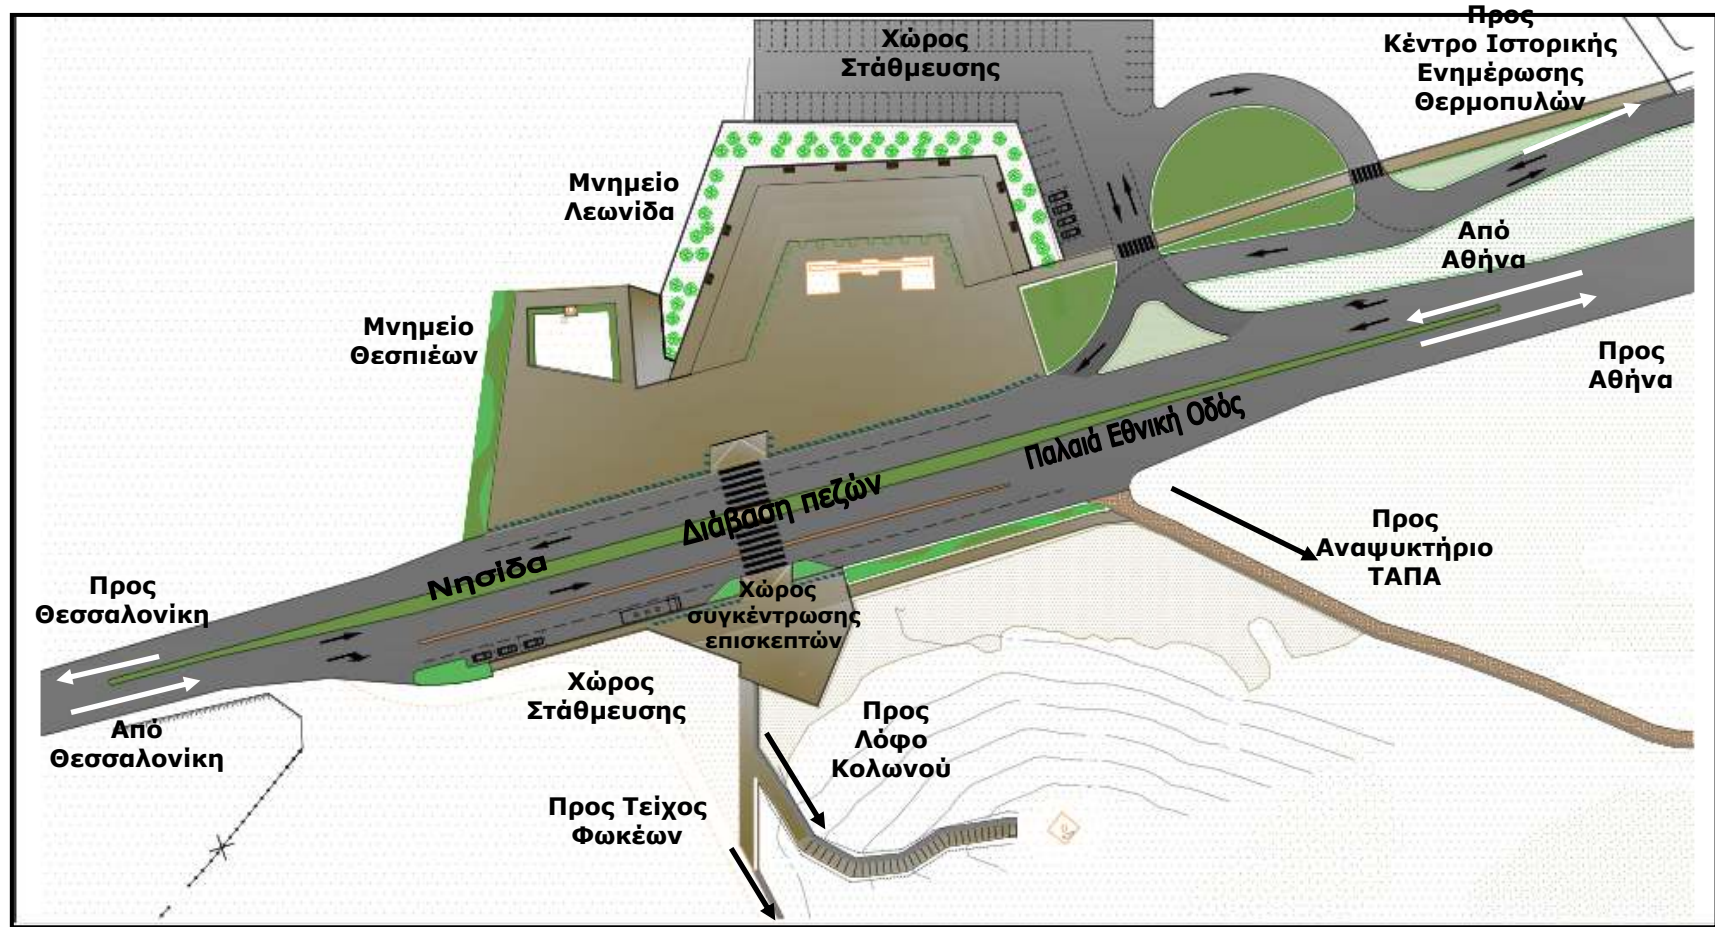 Χώρος
Στάθμευσης
Προς
Κέντρο Ιστορικής
Ενημέρωσης
Θερμοπυλών
Μνημείο
Λεωνίδα
Από
Αθήνα
Μνημείο
Θεσπιέων
Προς
Αθήνα
Παλαιά Εθνική Οδός
Διάβαση πεζών
Νησίδα
Προς
Αναψυκτήριο
ΤΑΠΑ
Προς
Θεσσαλονίκη
Χώρος
συγκέντρωσης
επισκεπτών
Χώρος
Στάθμευσης
Από
Θεσσαλονίκη
Προς
Λόφο
Κολωνού
Προς Τείχος
Φωκέων